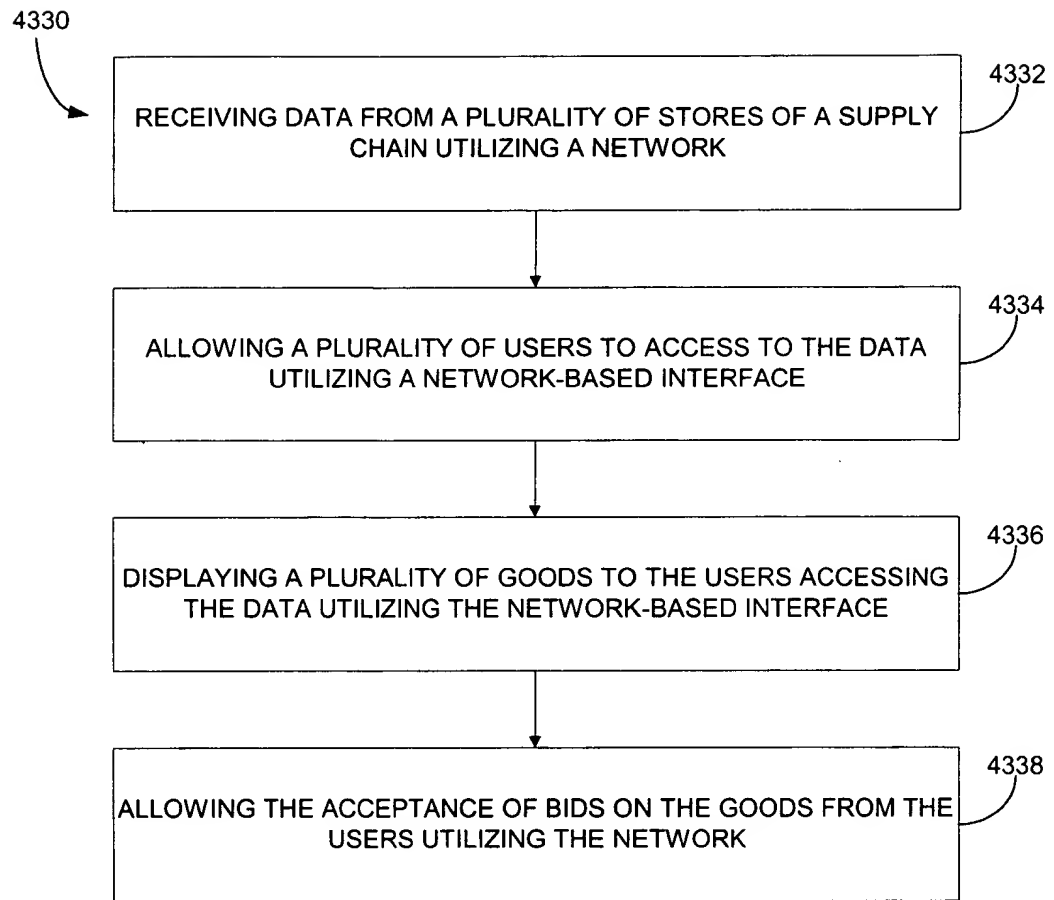 4330
4332
RECEIVING DATA FROM A PLURALITY OF STORES OF A SUPPLY
CHAIN UTILIZING A NETWORK
4334
ALLOWING A PLURALITY OF USERS TO ACCESS TO THE DATA
UTILIZING A NETWORK-BASED INTERFACE
4336
DISPLAYING A PLURALITY OF GOODS TO THE USERS ACCESSING
THE DATA UTILIZING THE NETWORK-BASED INTERFACE
4338
ALLOWING THE ACCEPTANCE OF BIDS ON THE GOODS FROM THE
USERS UTILIZING THE NETWORK